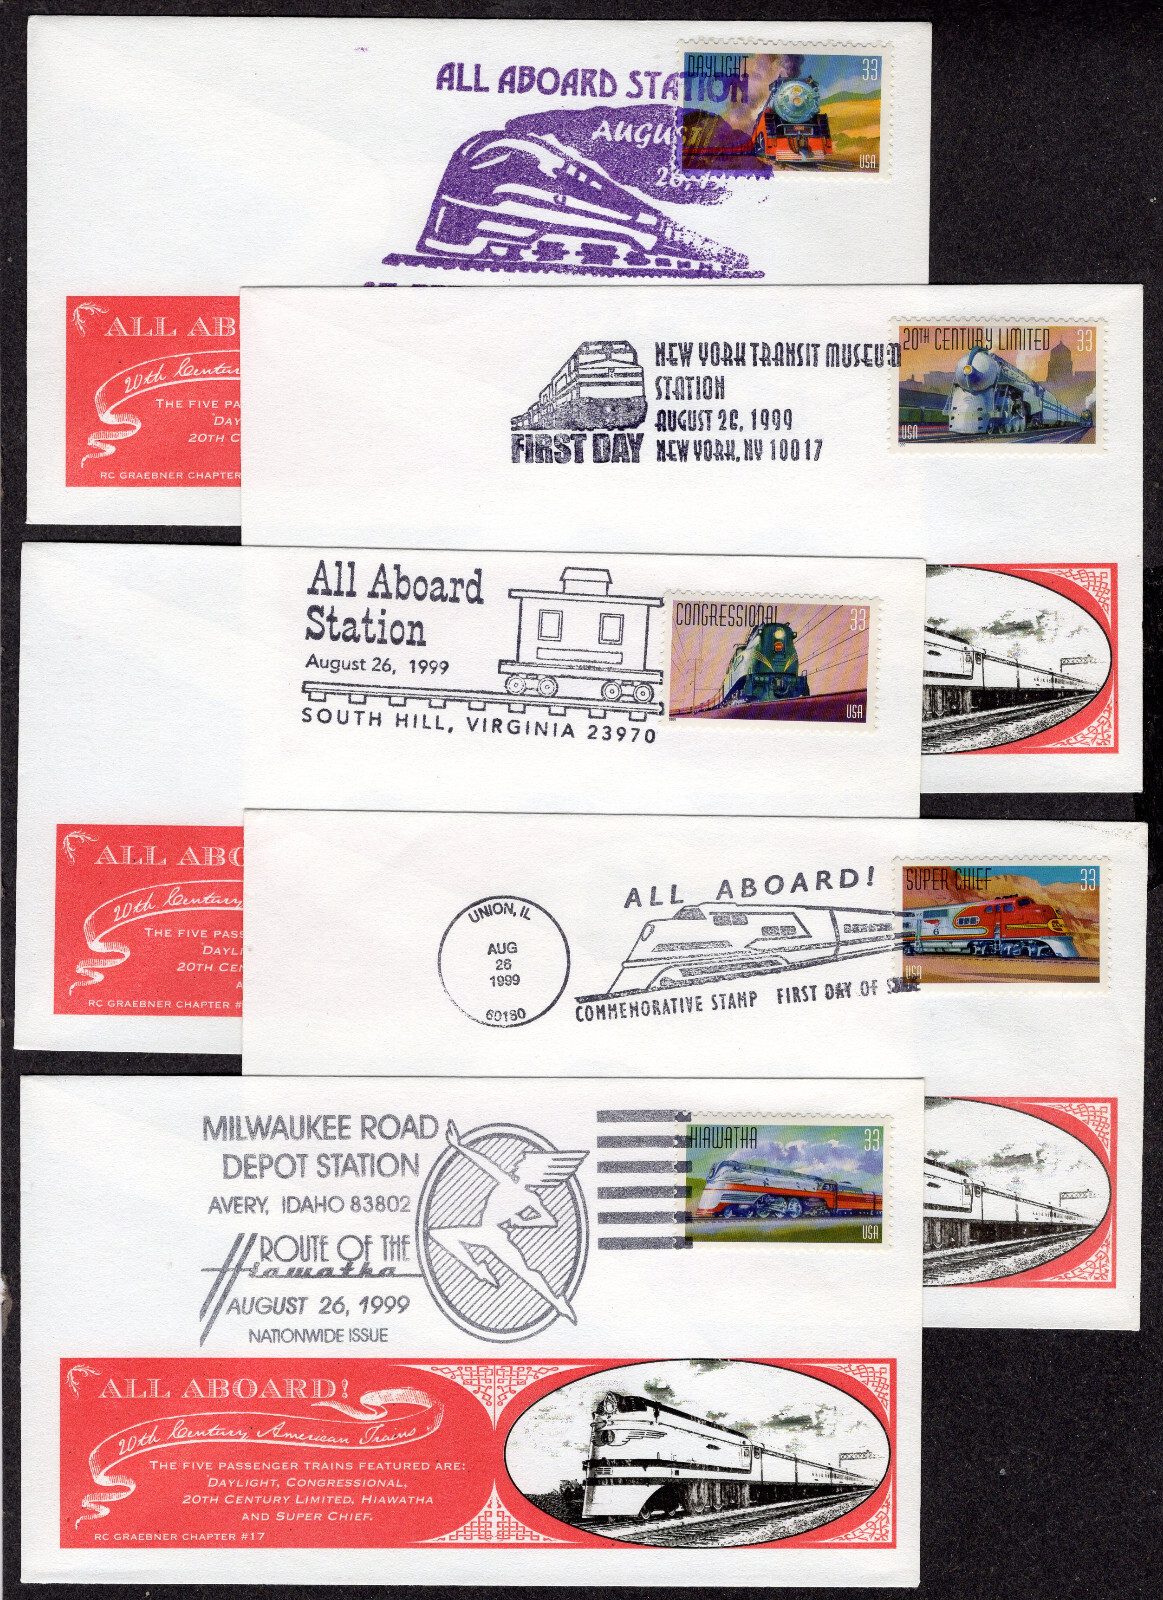 ALL ABOARD STATION
AUGUST
DAYLIGHT
33
USA
ALL AB
20th Century
THE FIVE PA
DAY
20TH C
RC GRAEBNER CHAPTER
NEW YORK TRANSIT MUSEUM
STATION
AUGUST 26, 1999
NEW YORK, NY 10017
FIRST DAY
20TH CENTURY LIMITED
33
USA
All Aboard
Station
August 26, 1999
SOUTH HILL, VIRGINIA 23970
CONGRESSIONAL
33
USA
ALL ABO
20th Century
THE FIVE PASS
DAYLI
20TH CEN
A
RC GRAEBNER CHAPTER #
UNION, IL
AUG
26
1999
60180
ALL ABOARD!
COMMEMORATIVE STAMP FIRST DAY OF
SUPER CHIEF
33
USA
6
MILWAUKEE ROAD
DEPOT STATION
AVERY, IDAHO 83802
ROUTE OF THE
Hiawatha
AUGUST 26, 1999
NATIONWIDE ISSUE
HIAWATHA
33
USA
ALL ABOARD!
20th Century American Trains
THE FIVE PASSENGER TRAINS FEATURED ARE:
DAYLIGHT, CONGRESSIONAL,
20TH CENTURY LIMITED, HIAWATHA
AND SUPER CHIEF.
RC GRAEBNER CHAPTER #17